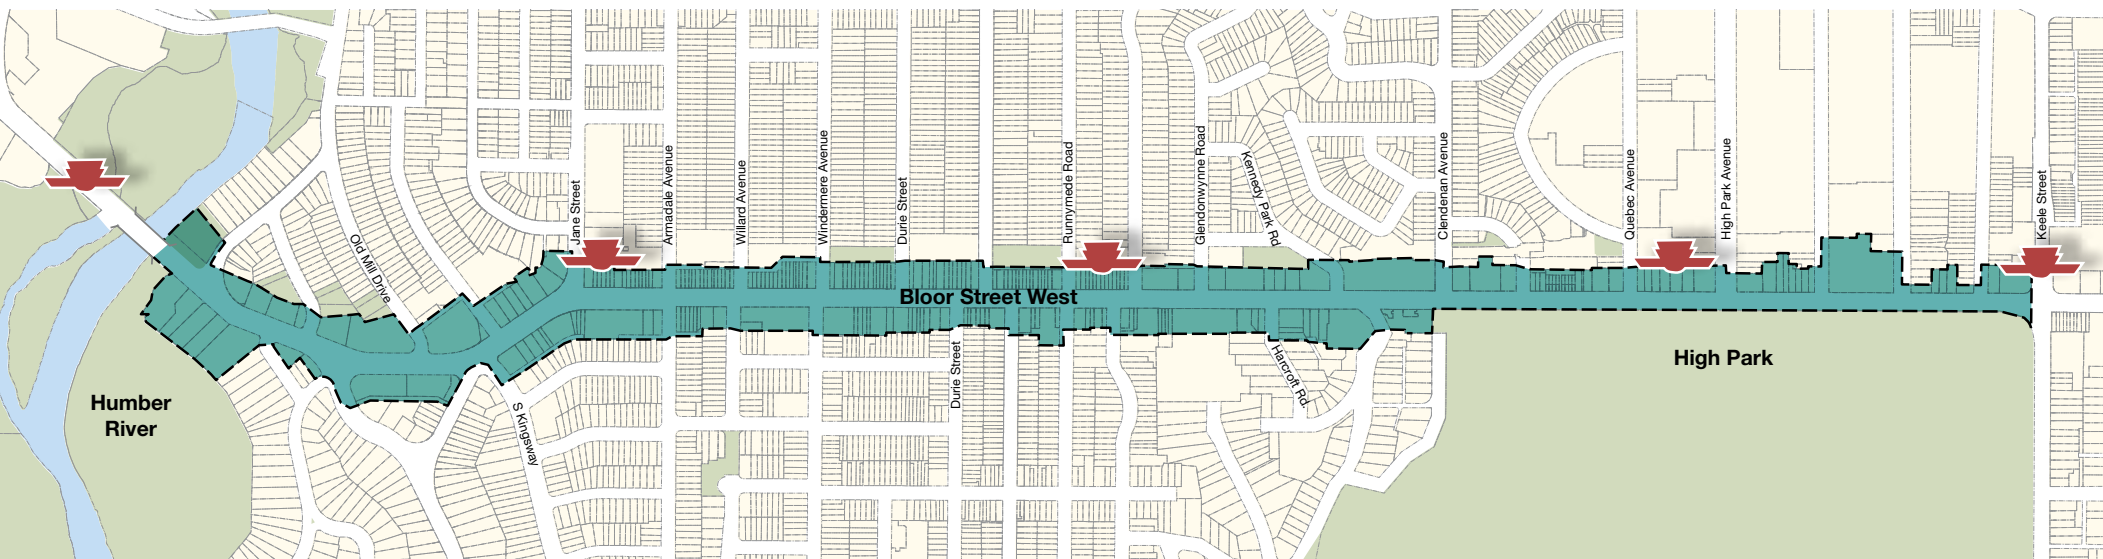 Old Mill Drive
Jane Street
Armadale Avenue
Willard Avenue
Windermere Avenue
Durie Street
Runnymede Road
Glendonwynne Road
Kennedy Park Rd
Clendenan Avenue
Quebec Avenue
High Park Avenue
Keele Street
Bloor Street West
Humber
River
S Kingsway
Durie Street
Harcroft Rd.
High Park